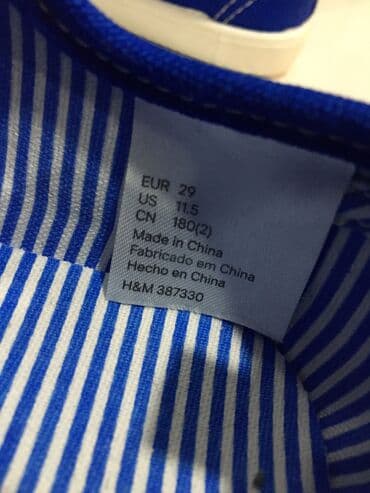 EUR 29
US 11.5
CN 180(2)
Made in China
Fabricado em China
Hecho en China
H&M 387330